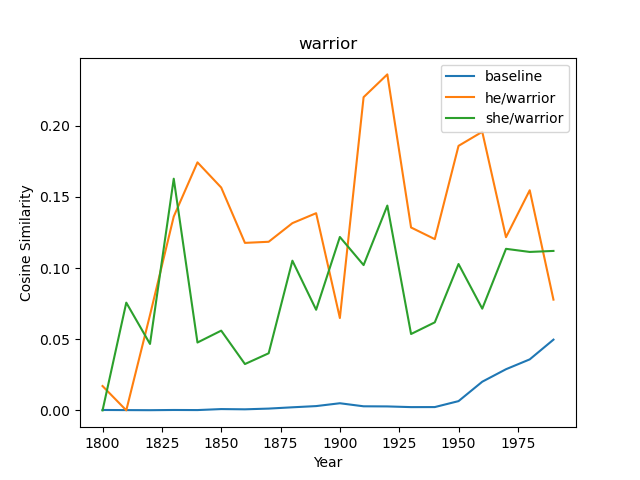 warrior
baseline
he/warrior
she/warrior
Cosine Similarity
0.20
0.15
0.10
0.05
0.00
1800 1825 1850 1875 1900 1925 1950 1975
Year